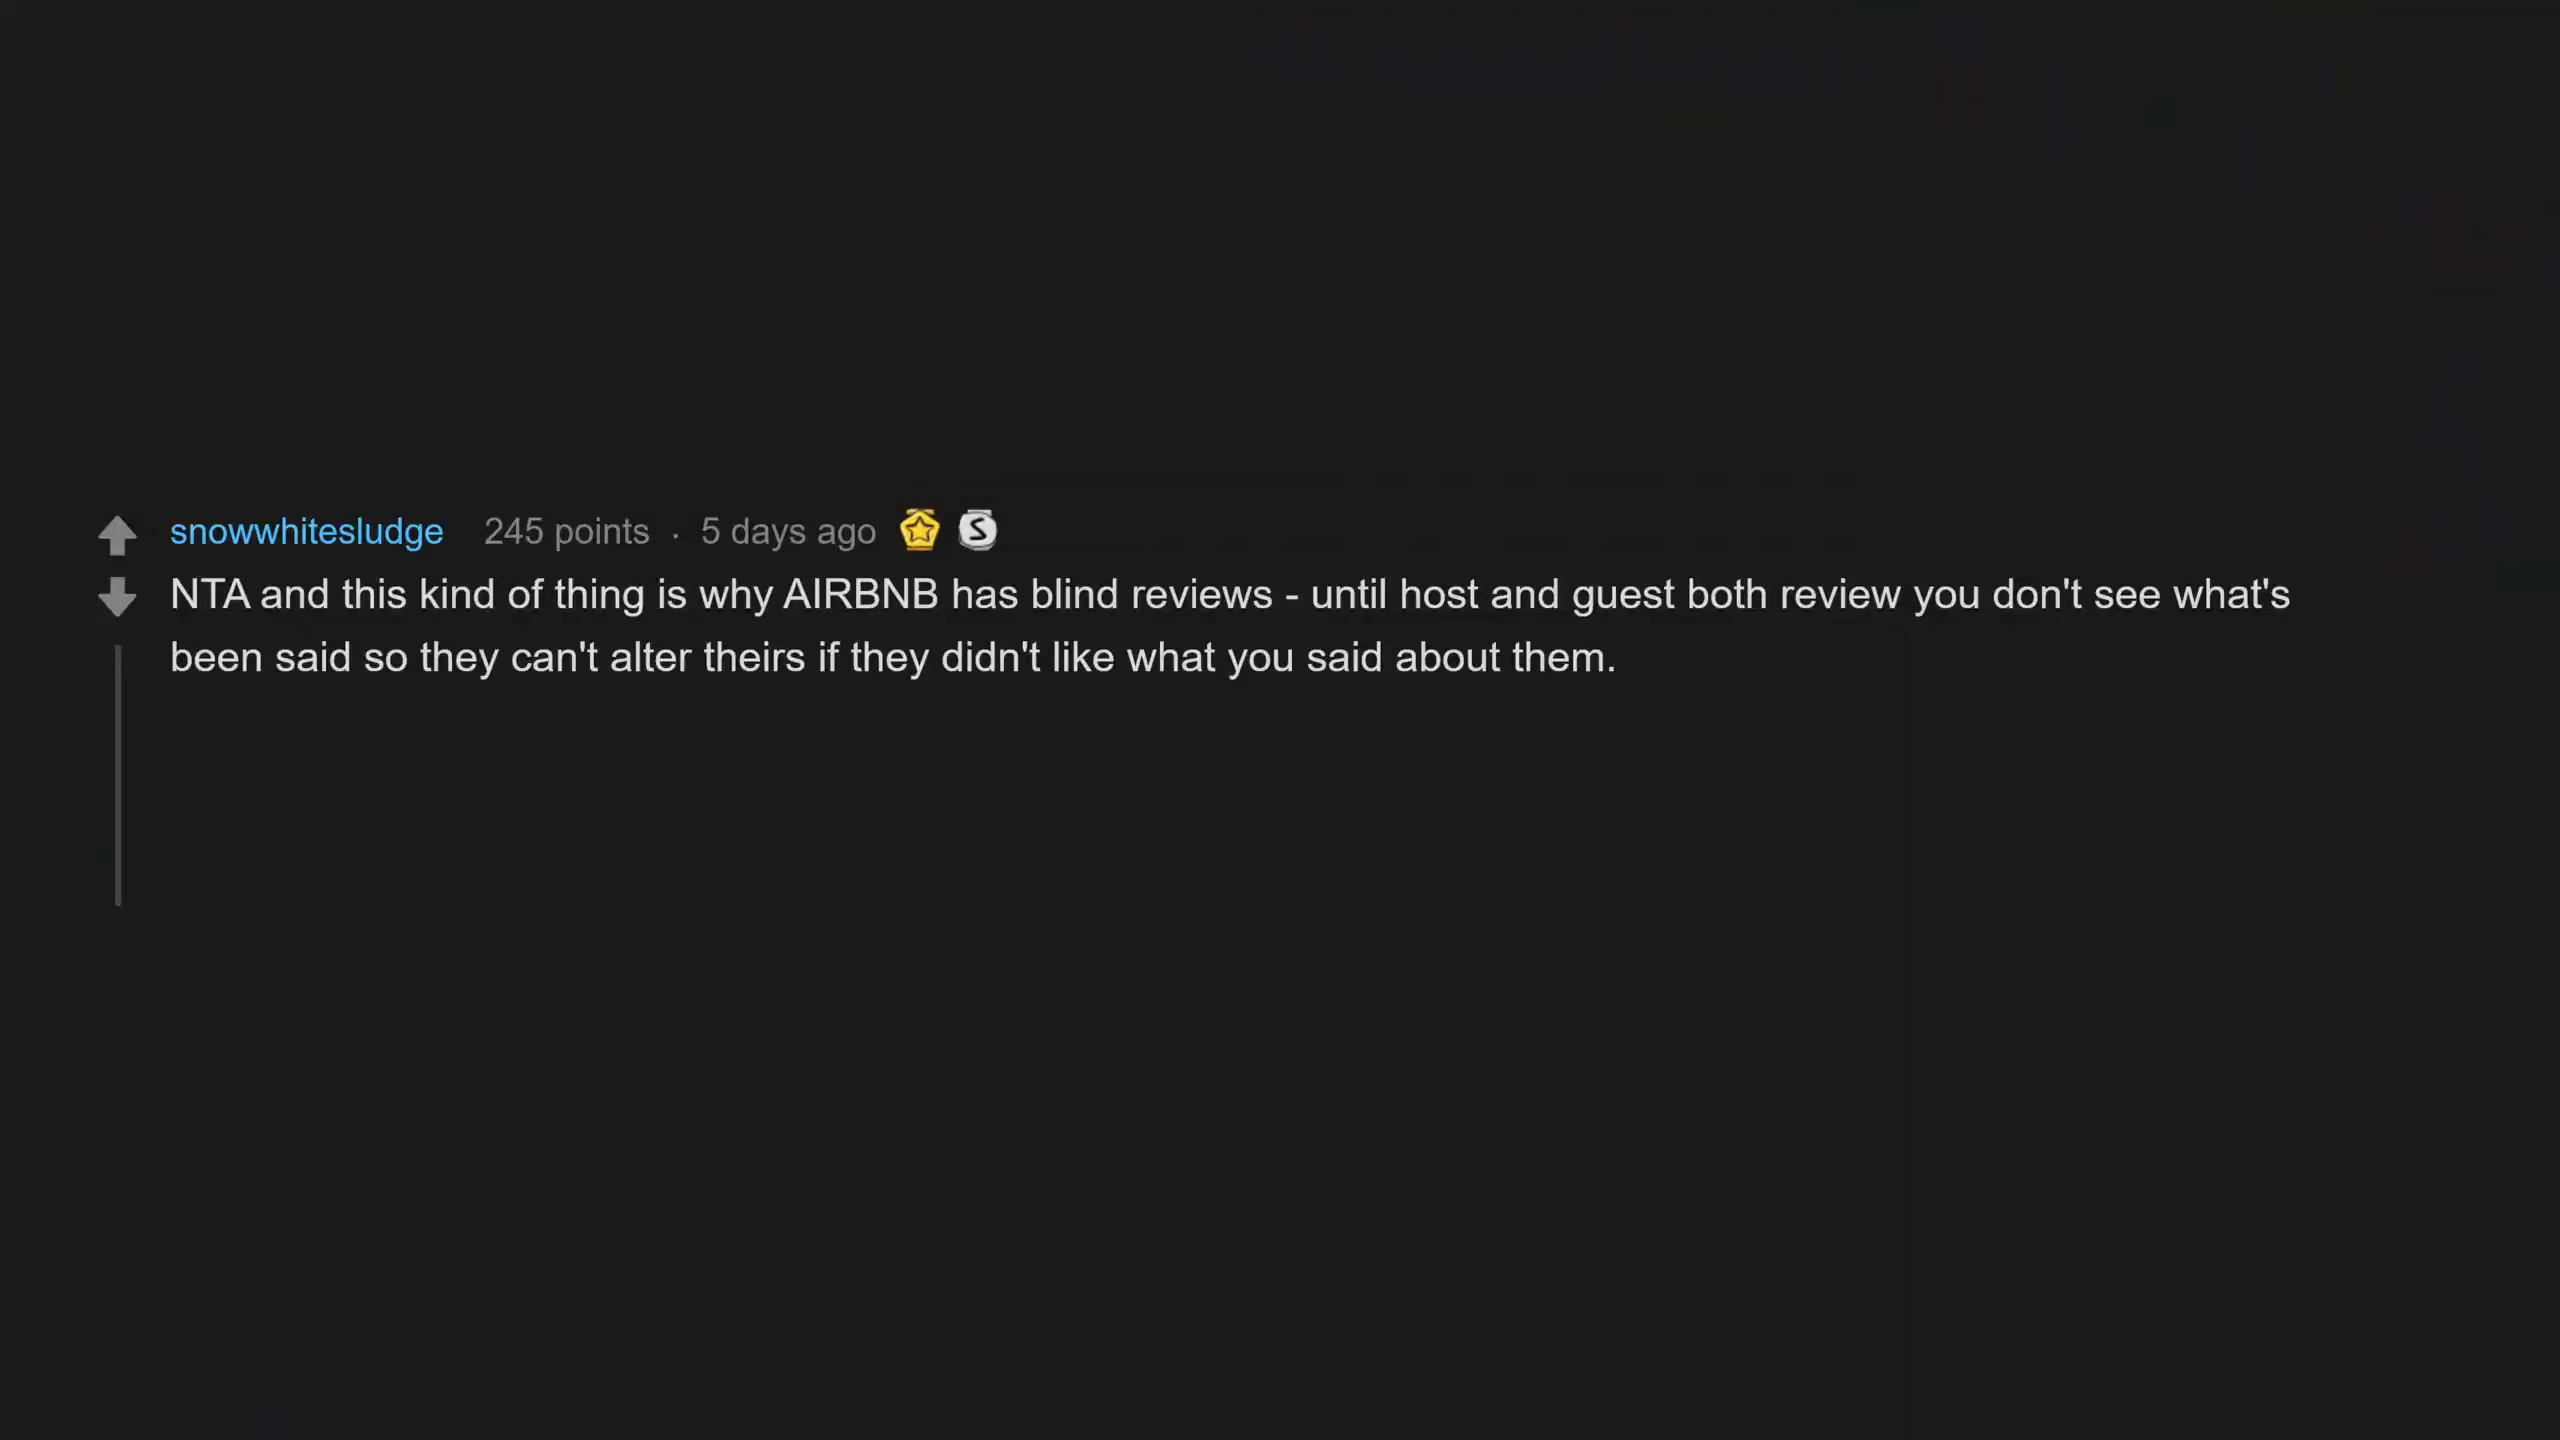 snowwhitesludge 245 points · 5 days ago S
NTA and this kind of thing is why AIRBNB has blind reviews - until host and guest both review you don't see what's
been said so they can't alter theirs if they didn't like what you said about them.